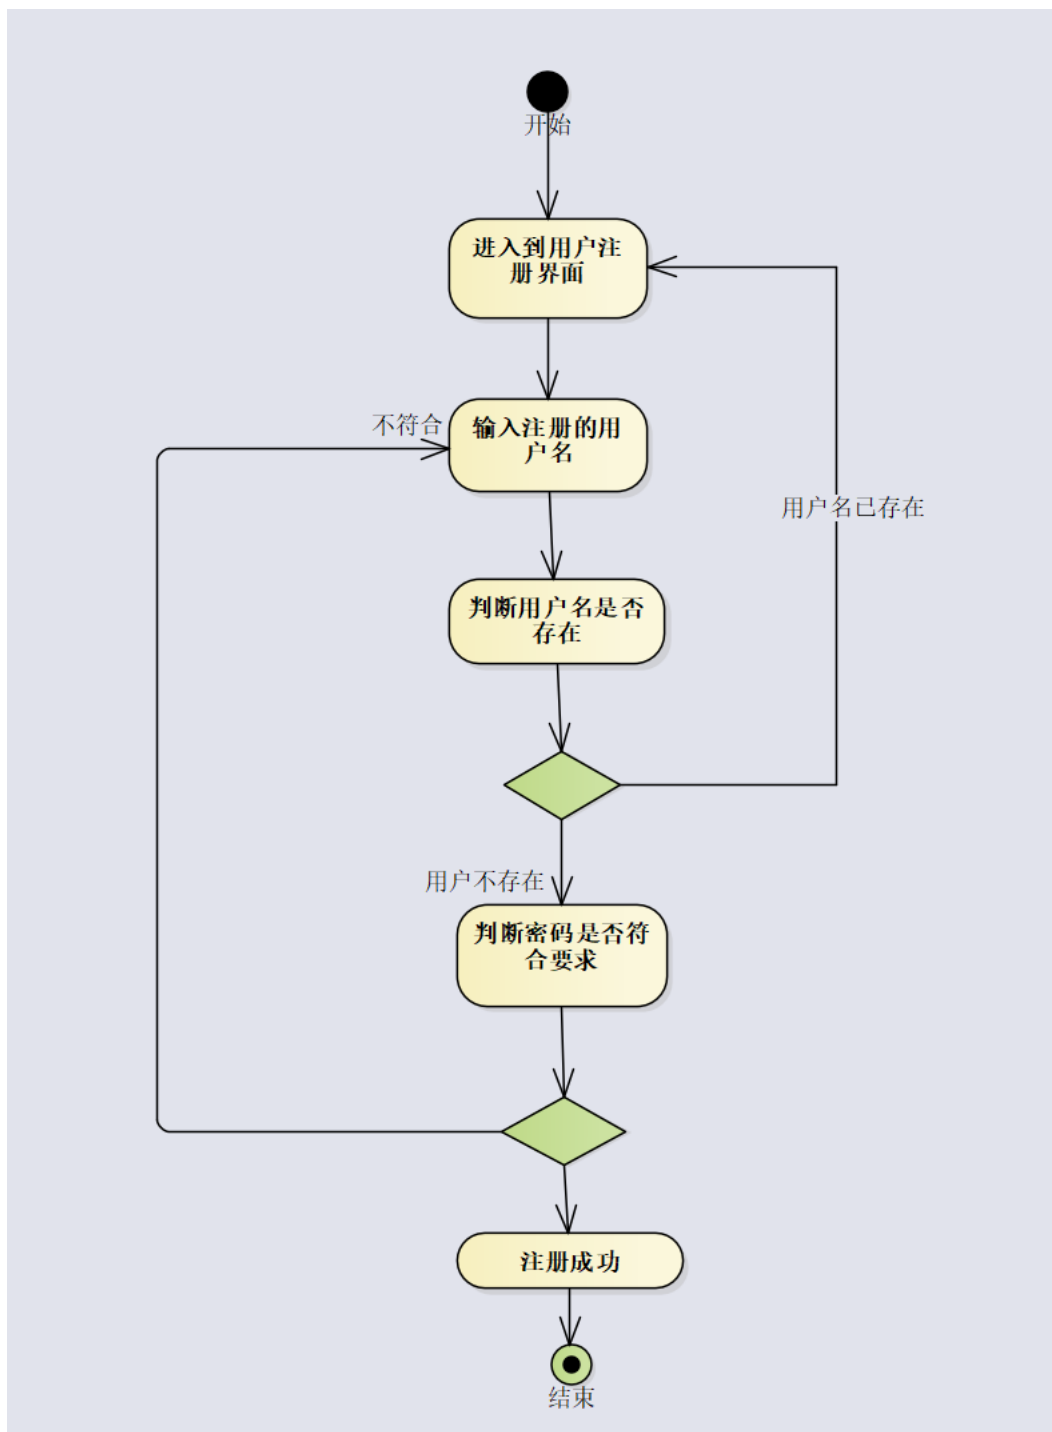 开始
进入到用户注
册界面
不符合
输入注册的用
户名
用户名已存在
判断用户名是否
存在
用户不存在
判断密码是否符
合要求
注册成功
结束